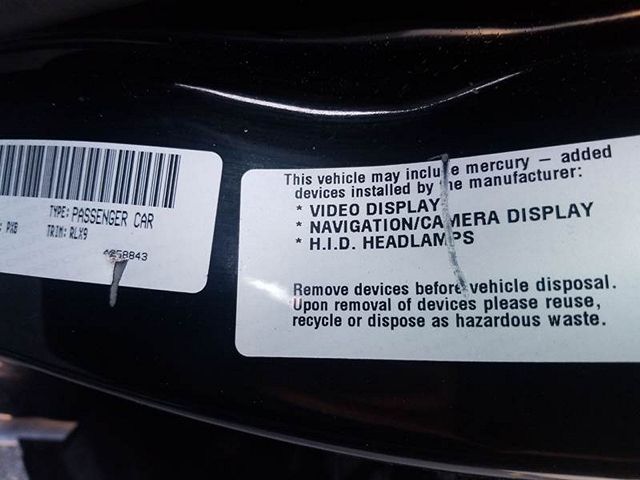 TYPE: PASSENGER CAR
: PXB TRIM: RLX9
4258843
This vehicle may include mercury – added
devices installed by the manufacturer:
* VIDEO DISPLAY
* NAVIGATION/CAMERA DISPLAY
* H.I.D. HEADLAMPS
Remove devices before vehicle disposal.
Upon removal of devices please reuse,
recycle or dispose as hazardous waste.